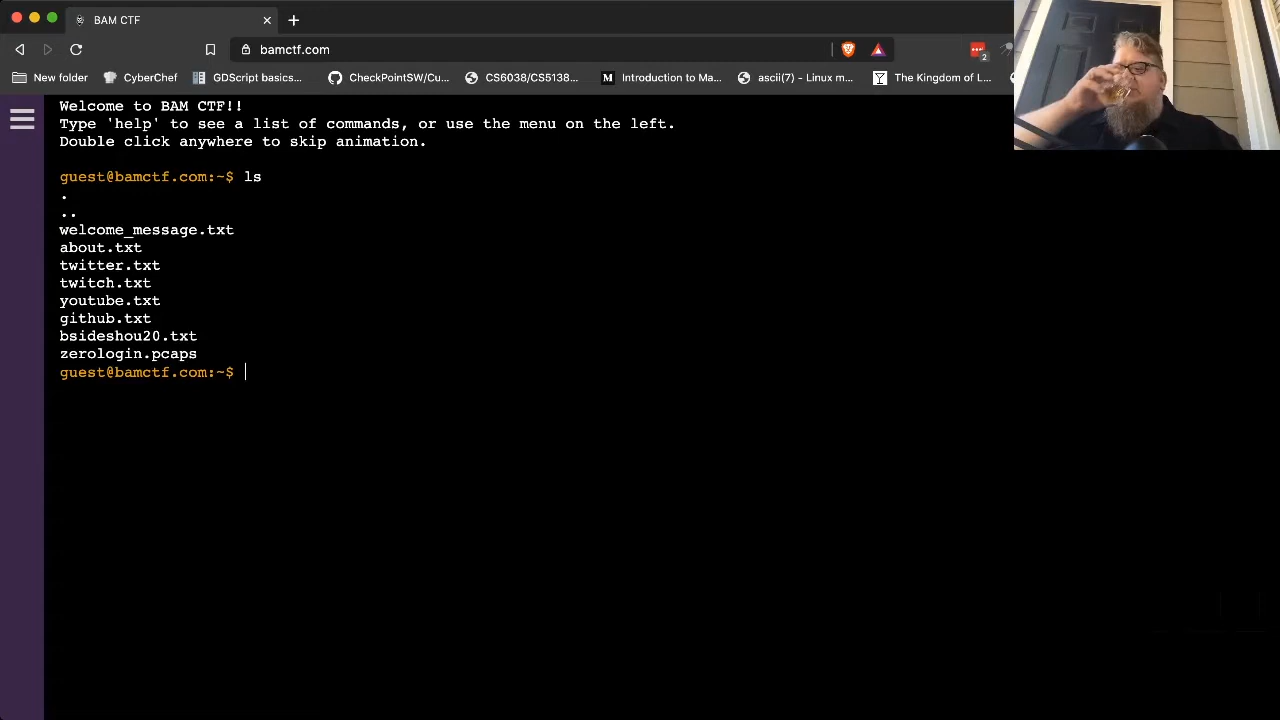 BAM CTF
bamctf.com
2
New folder
CyberChef
GDScript basics...
CheckPointSW/Cu...
CS6038/CS5138...
Introduction to Ma...
ascii(7) - Linux m...
The Kingdom of L...
Welcome to BAM CTF!!
Type 'help' to see a list of commands, or use the menu on the left.
Double click anywhere to skip animation.
guest@bamctf.com:~$ ls
.
..
welcome_message.txt
about.txt
twitter.txt
twitch.txt
youtube.txt
github.txt
bsideshou20.txt
zerologin.pcaps
guest@bamctf.com:~$